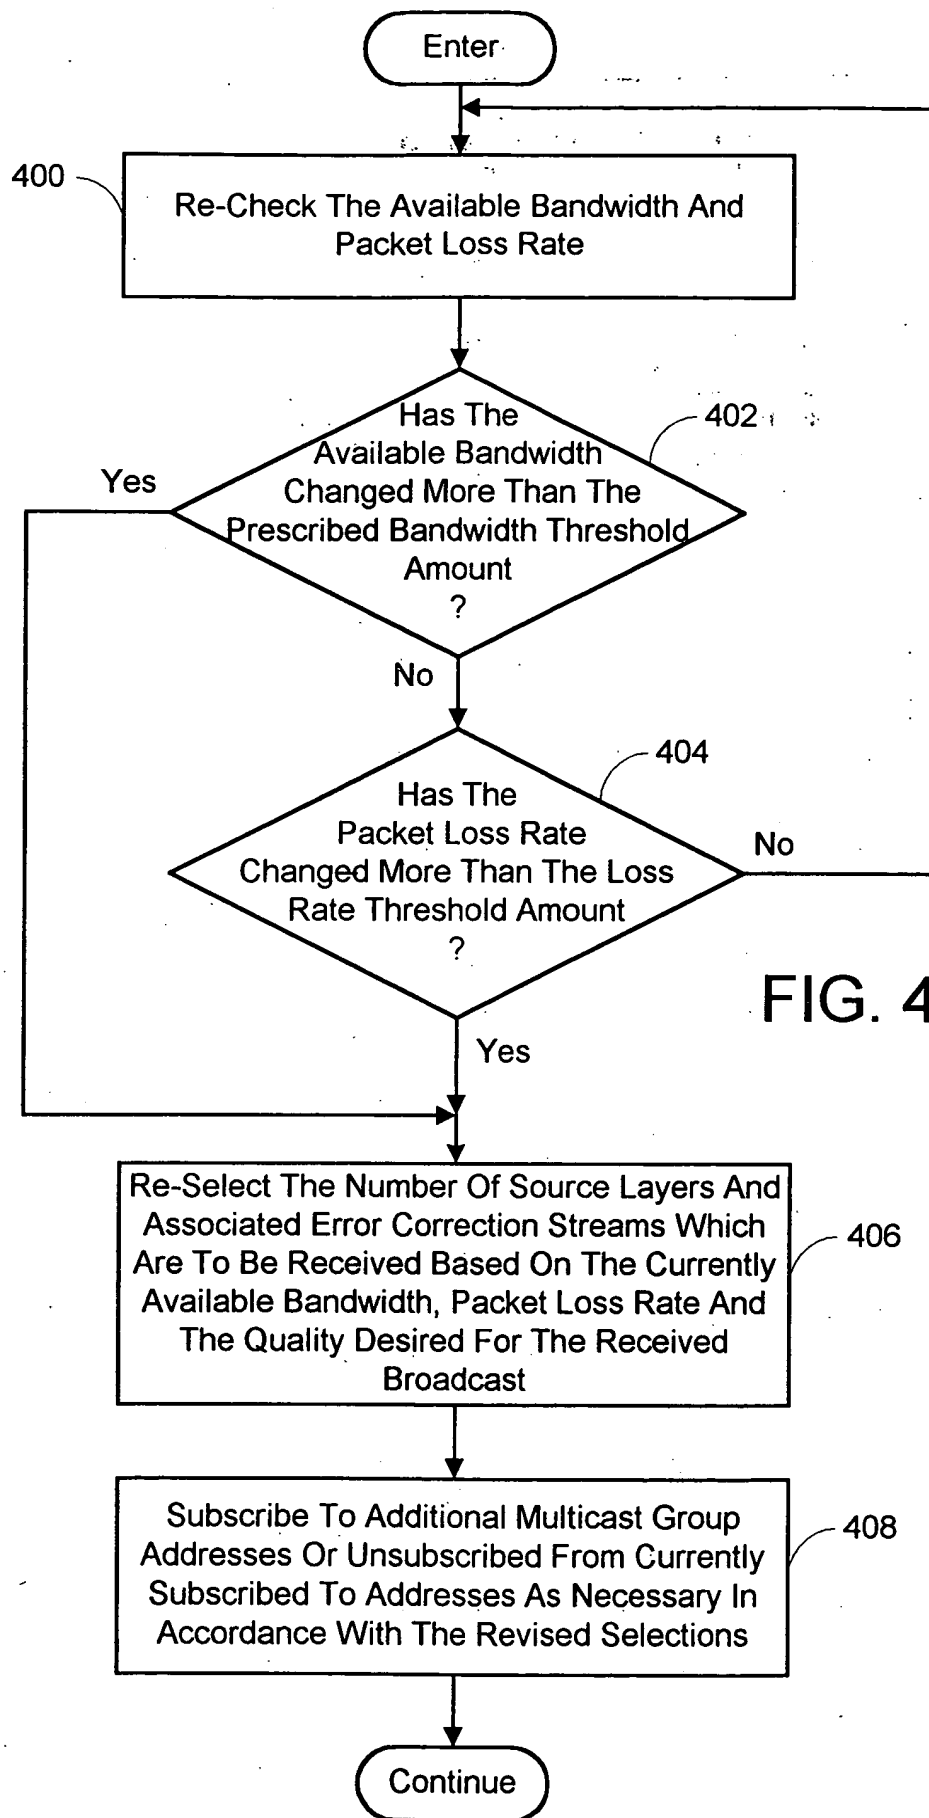 Enter
400
Re-Check The Available Bandwidth And
Packet Loss Rate
402
Has The
Available Bandwidth
Changed More Than The
Prescribed Bandwidth Threshold
Amount
?
Yes
No
404
Has The
Packet Loss Rate
Changed More Than The Loss
Rate Threshold Amount
?
No
FIG. 4
Yes
Re-Select The Number Of Source Layers And
Associated Error Correction Streams Which
Are To Be Received Based On The Currently
Available Bandwidth, Packet Loss Rate And
The Quality Desired For The Received
Broadcast
406
Subscribe To Additional Multicast Group
Addresses Or Unsubscribed From Currently
Subscribed To Addresses As Necessary In
Accordance With The Revised Selections
408
Continue